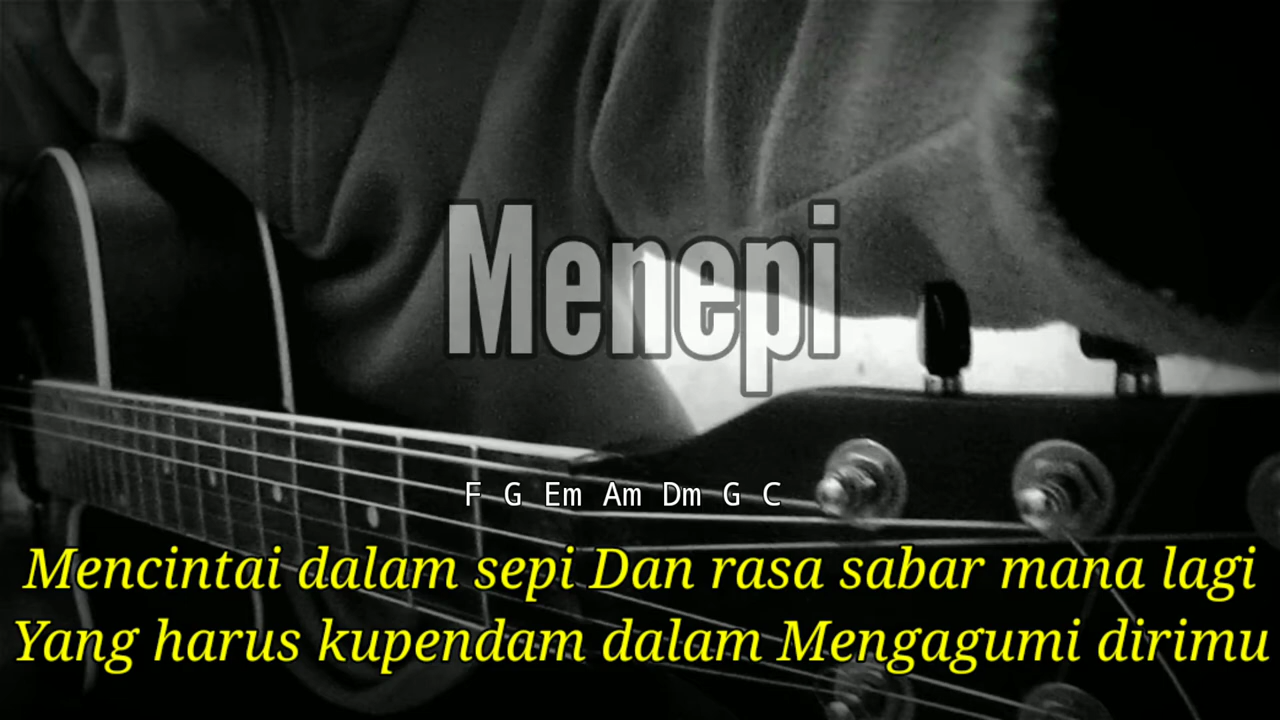 Menepi
F G Em Am Dm G C
Mencintai dalam sepi Dan rasa sabar mana lagi
Yang harus kupendam dalam Mengagumi dirimu